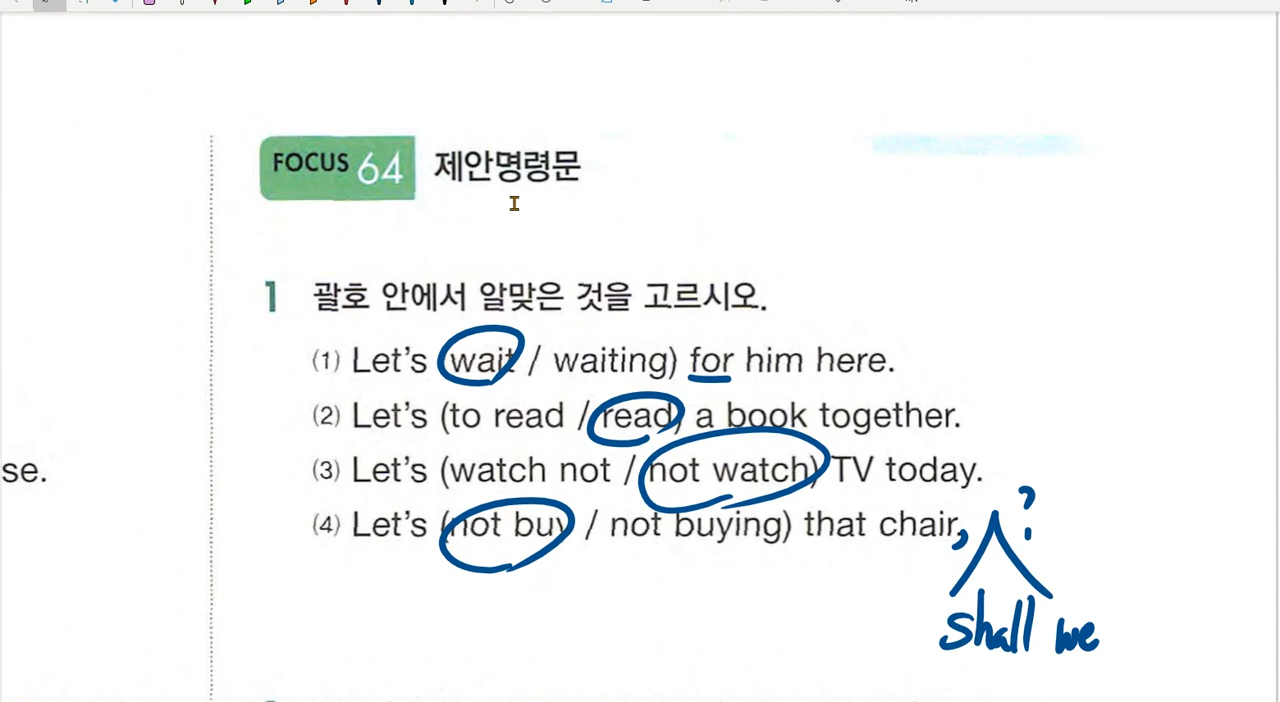 FOCUS 64 제안명령문
1 괄호 안에서 알맞은 것을 고르시오.
(1) Let's (wait / waiting) for him here.
(2) Let's (to read / read) a book together.
(3) Let's (watch not / not watch) TV today.
se.
(4) Let's (not buy / not buying) that chair, ?
shall we